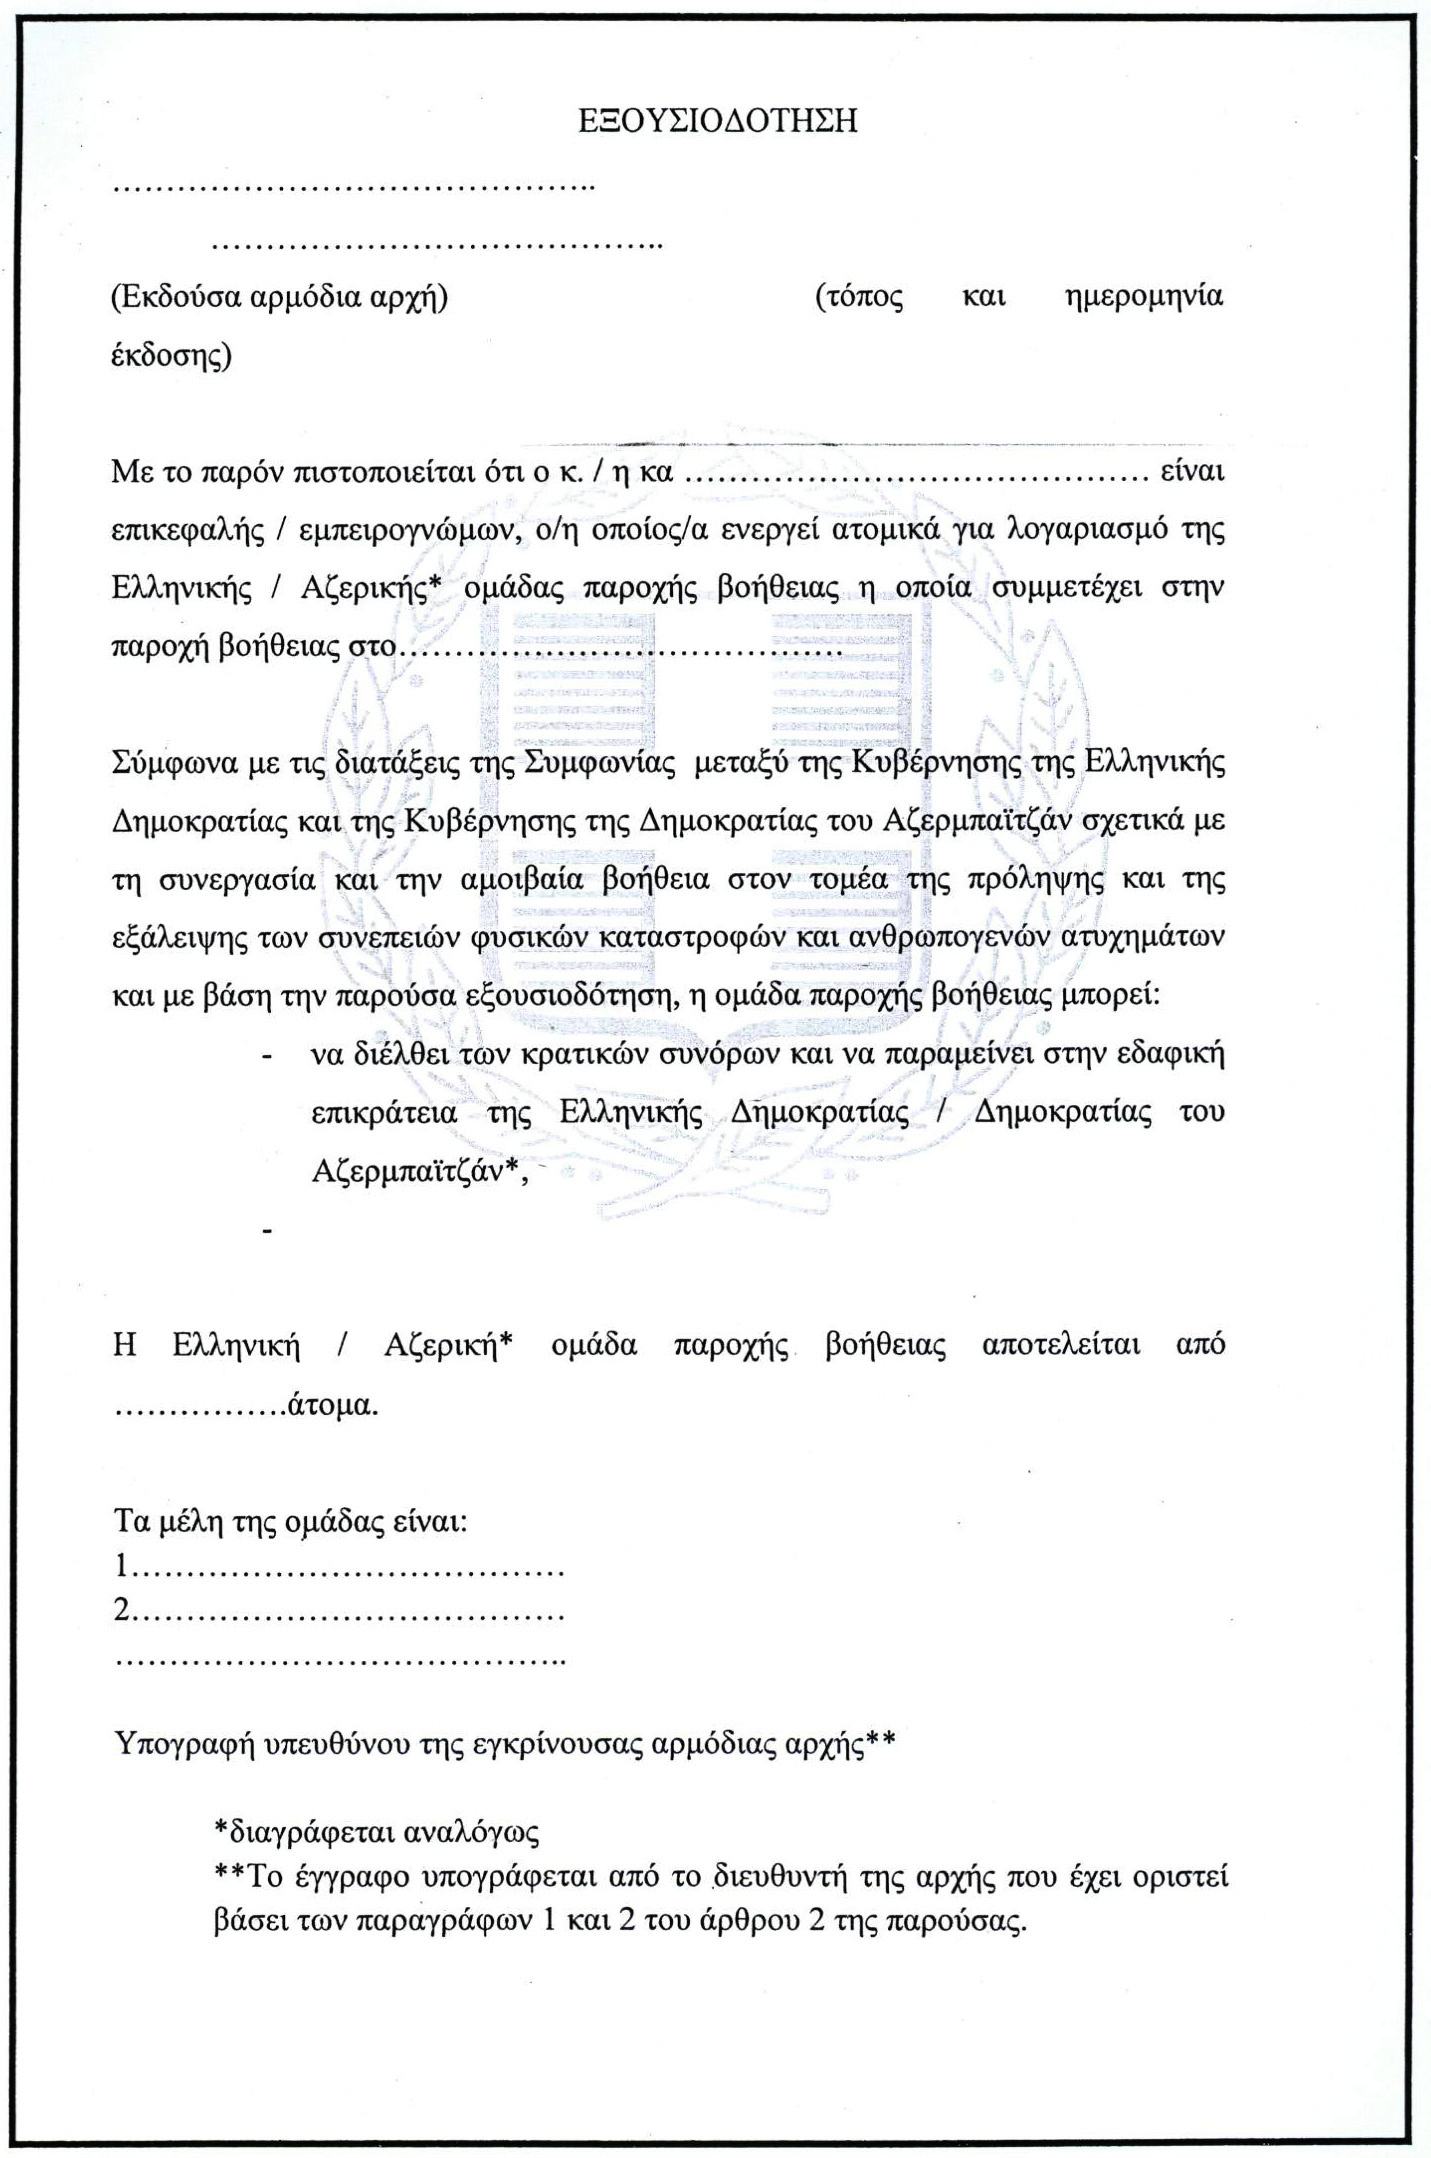 ΕΞΟΥΣΙΟΔΟΤΗΣΗ
…………………………………………..
………………………………………..
(Εκδούσα αρμόδια αρχή) (τόπος και ημερομηνία
έκδοσης)
Με το παρόν πιστοποιείται ότι ο κ. / η κα ………………………………………… είναι
επικεφαλής / εμπειρογνώμων, ο/η οποίος/α ενεργεί ατομικά για λογαριασμό της
Ελληνικής / Αζερικής* ομάδας παροχής βοήθειας η οποία συμμετέχει στην
παροχή βοήθειας στο………………………………………
Σύμφωνα με τις διατάξεις της Συμφωνίας μεταξύ της Κυβέρνησης της Ελληνικής
Δημοκρατίας και της Κυβέρνησης της Δημοκρατίας του Αζερμπαϊτζάν σχετικά με
τη συνεργασία και την αμοιβαία βοήθεια στον τομέα της πρόληψης και της
εξάλειψης των συνεπειών φυσικών καταστροφών και ανθρωπογενών ατυχημάτων
και με βάση την παρούσα εξουσιοδότηση, η ομάδα παροχής βοήθειας μπορεί:
- να διέλθει των κρατικών συνόρων και να παραμείνει στην εδαφική
επικράτεια της Ελληνικής Δημοκρατίας / Δημοκρατίας του
Αζερμπαϊτζάν*,
-
Η Ελληνική / Αζερική* ομάδα παροχής βοήθειας αποτελείται από
…………….άτομα.
Τα μέλη της ομάδας είναι:
1…………………………………….
2…………………………………….
……………………………………..
Υπογραφή υπευθύνου της εγκρίνουσας αρμόδιας αρχής**
*διαγράφεται αναλόγως
**Το έγγραφο υπογράφεται από το διευθυντή της αρχής που έχει οριστεί
βάσει των παραγράφων 1 και 2 του άρθρου 2 της παρούσας.